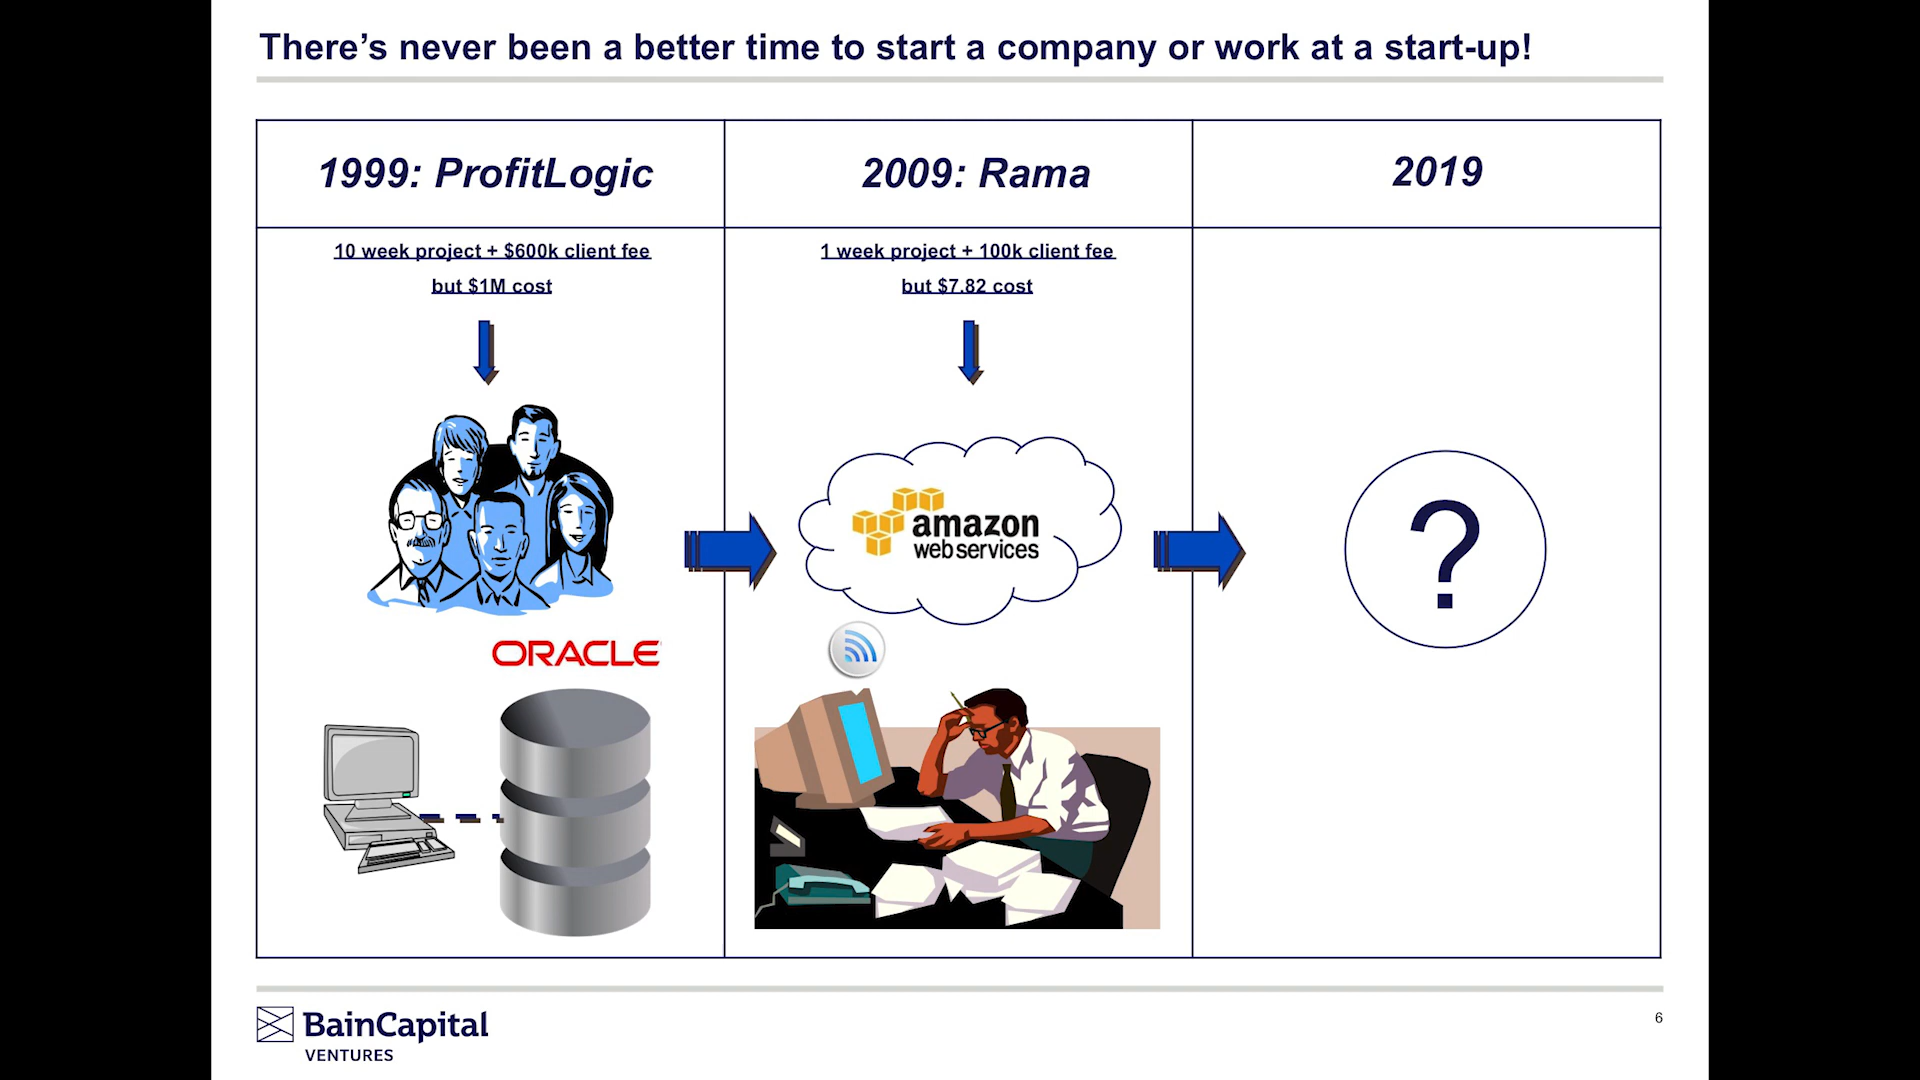 There’s never been a better time to start a company or work at a start-up!
1999: ProfitLogic
2009: Rama
2019
10 week project + $600k client fee
but $1M cost
1 week project + 100k client fee
but $7.82 cost
amazon
webservices
?
ORACLE
BainCapital
VENTURES
6